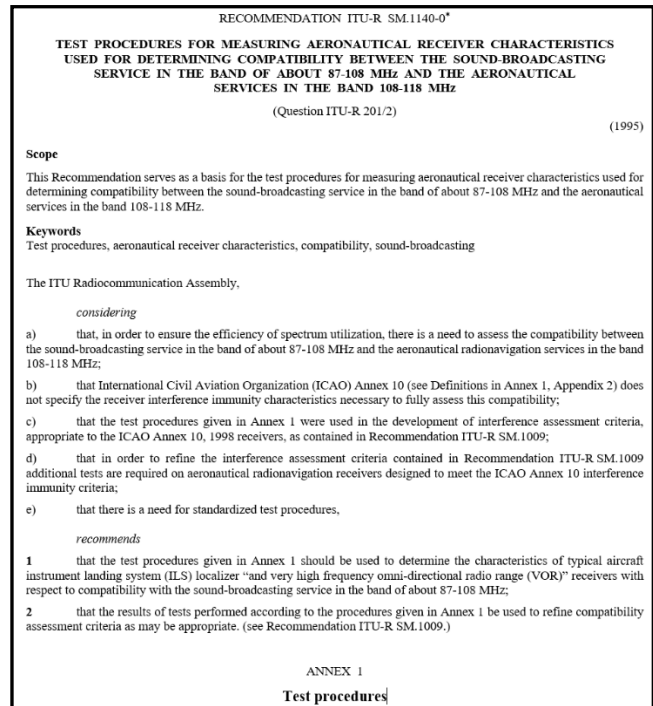 RECOMMENDATION ITU-R SM.1140-0*
TEST PROCEDURES FOR MEASURING AERONAUTICAL RECEIVER CHARACTERISTICS
USED FOR DETERMINING COMPATIBILITY BETWEEN THE SOUND-BROADCASTING
SERVICE IN THE BAND OF ABOUT 87-108 MHz AND THE AERONAUTICAL
SERVICES IN THE BAND 108-118 MHz
(Question ITU-R 201/2)
(1995)
Scope
This Recommendation serves as a basis for the test procedures for measuring aeronautical receiver characteristics used for
determining compatibility between the sound-broadcasting service in the band of about 87-108 MHz and the aeronautical
services in the band 108-118 MHz.
Keywords
Test procedures, aeronautical receiver characteristics, compatibility, sound-broadcasting
The ITU Radiocommunication Assembly,
considering
a) that, in order to ensure the efficiency of spectrum utilization, there is a need to assess the compatibility between
the sound-broadcasting service in the band of about 87-108 MHz and the aeronautical radionavigation services in the band
108-118 MHz;
b) that International Civil Aviation Organization (ICAO) Annex 10 (see Definitions in Annex 1, Appendix 2) does
not specify the receiver interference immunity characteristics necessary to fully assess this compatibility;
c) that the test procedures given in Annex 1 were used in the development of interference assessment criteria,
appropriate to the ICAO Annex 10, 1998 receivers, as contained in Recommendation ITU-R SM.1009;
d) that in order to refine the interference assessment criteria contained in Recommendation ITU-R SM.1009
additional tests are required on aeronautical radionavigation receivers designed to meet the ICAO Annex 10 interference
immunity criteria;
e) that there is a need for standardized test procedures,
recommends
1 that the test procedures given in Annex 1 should be used to determine the characteristics of typical aircraft
instrument landing system (ILS) localizer “and very high frequency omni-directional radio range (VOR)” receivers with
respect to compatibility with the sound-broadcasting service in the band of about 87-108 MHz;
2 that the results of tests performed according to the procedures given in Annex 1 be used to refine compatibility
assessment criteria as may be appropriate. (see Recommendation ITU-R SM.1009.)
ANNEX 1
Test procedures